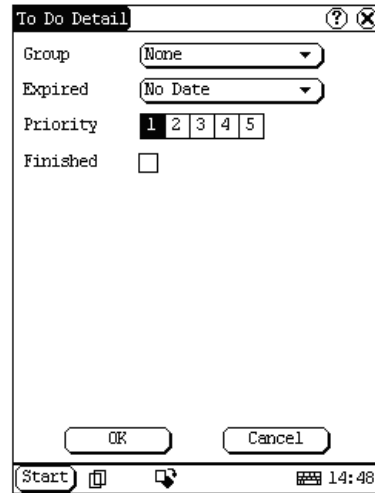 To Do Detail ?
Group None
Expired No Date
Priority 1 2 3 4 5
Finished
OK Cancel
Start 14:48